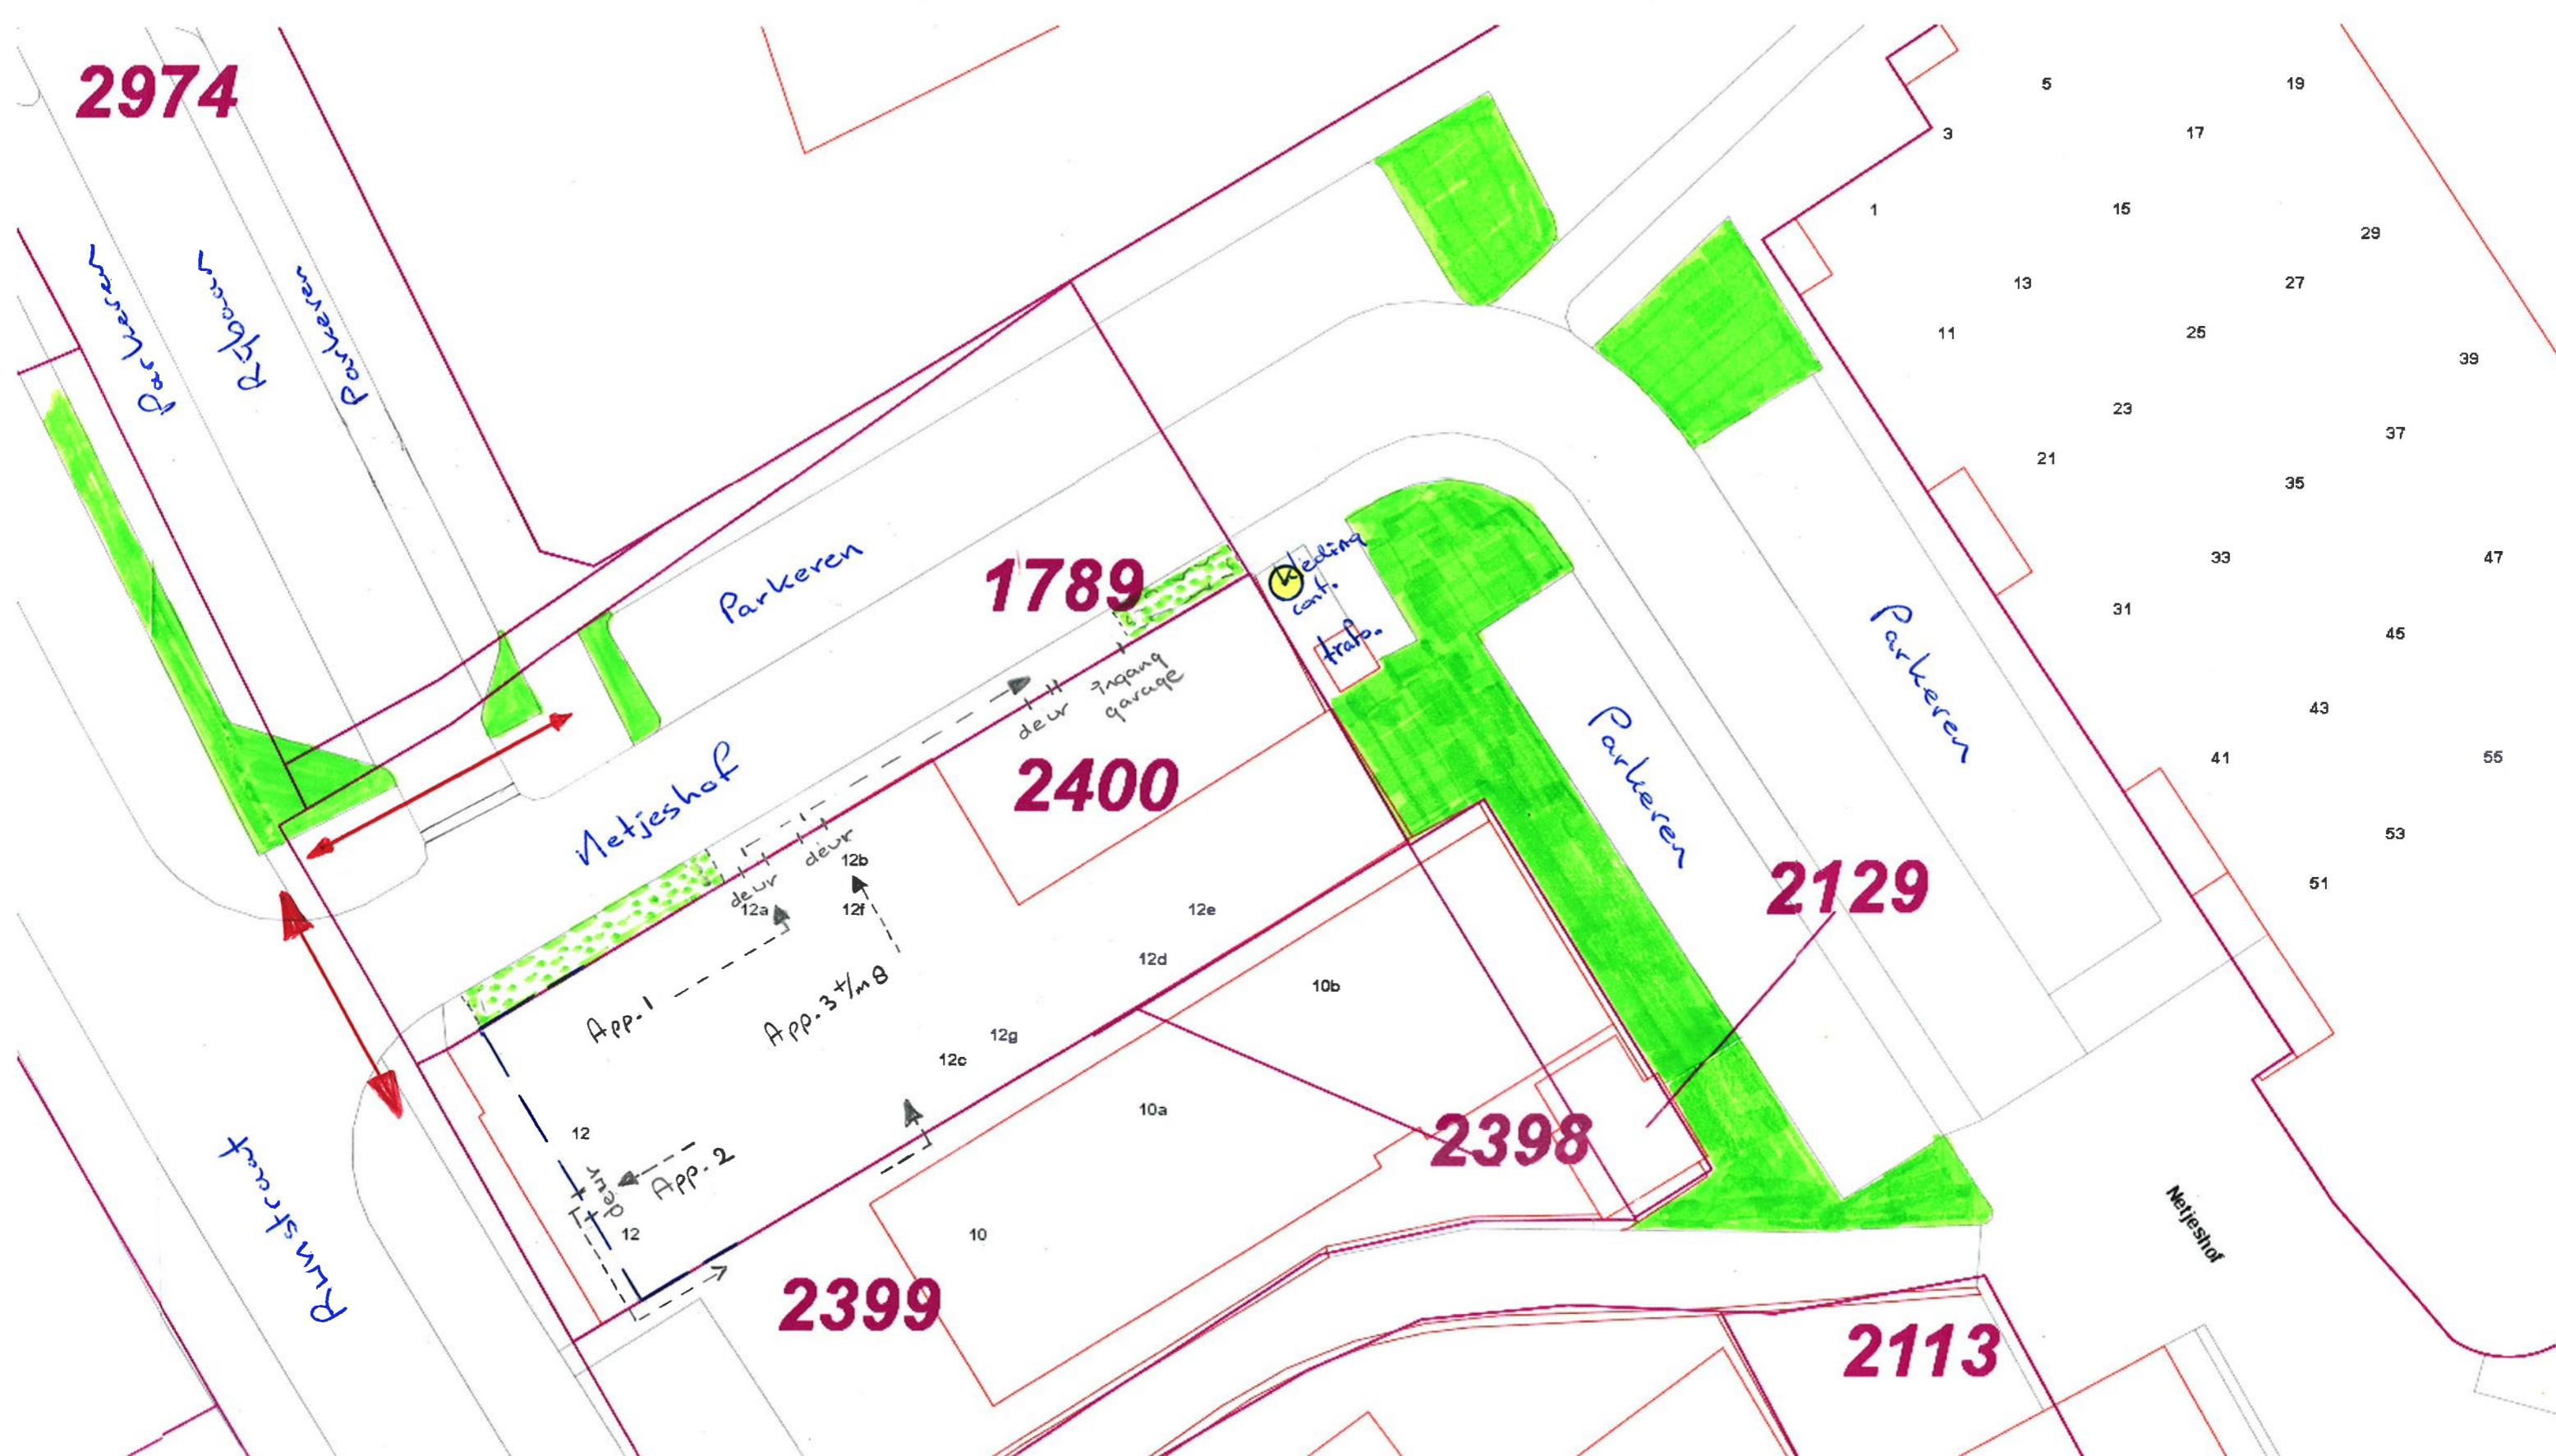 2974
5
19
3
17
1
15
29
13
27
11
25
39
23
37
21
35
33
47
31
45
43
41
55
53
51
Parkeren
Rijbaan
Parkeren
Parkeren
1789
kleding
cont.
trafo.
ingang
garage
deur
2400
Netjeshof
Parkeren
Parkeren
deur
12b
deur
12a
12f
12e
2129
12d
App. 1
App. 3 t/m 8
10b
12g
12c
10a
12
2398
deur
App. 2
12
10
Runstraat
2399
Netjeshof
2113